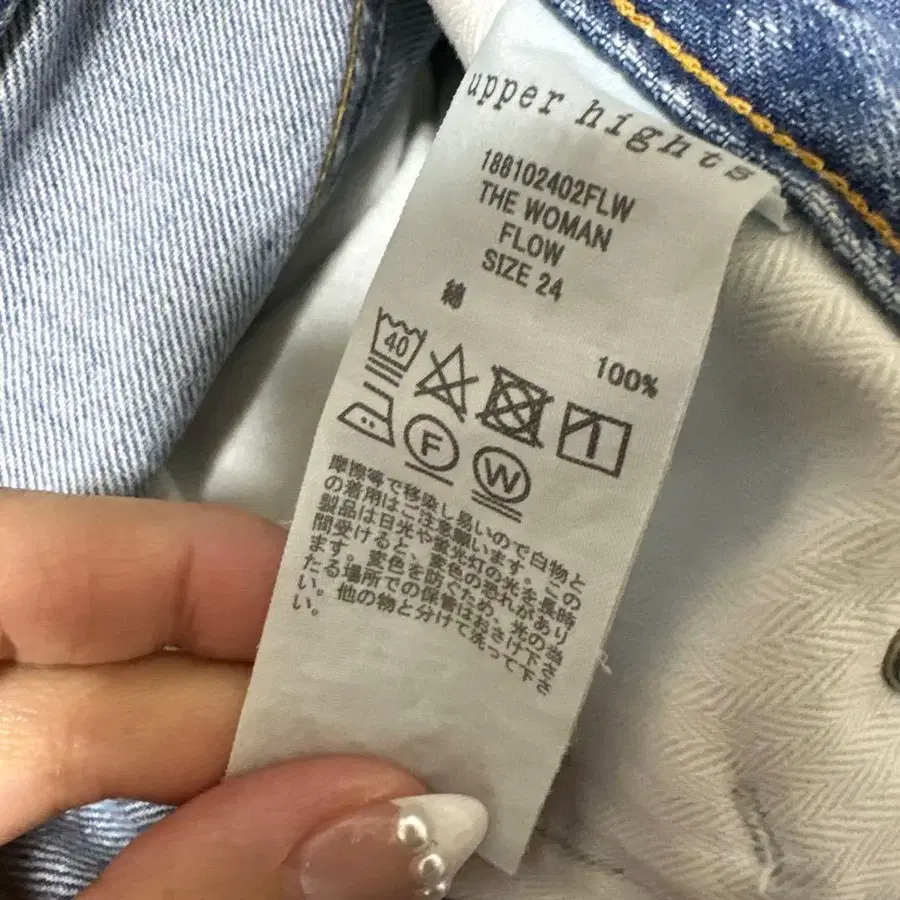 upper hights
188102402FLW
THE WOMAN
FLOW
SIZE 24
綿
100%
40
F
W
摩擦等で移染し易いので白物と
の着用はご注意願います。この
製品は日光や蛍光灯の光を長時
間受けると、変色の恐れがあり
ます。変色を防ぐため、光の当
たる場所での保管はおさけ下さ
い。他の物と分けて洗って下さ
い。